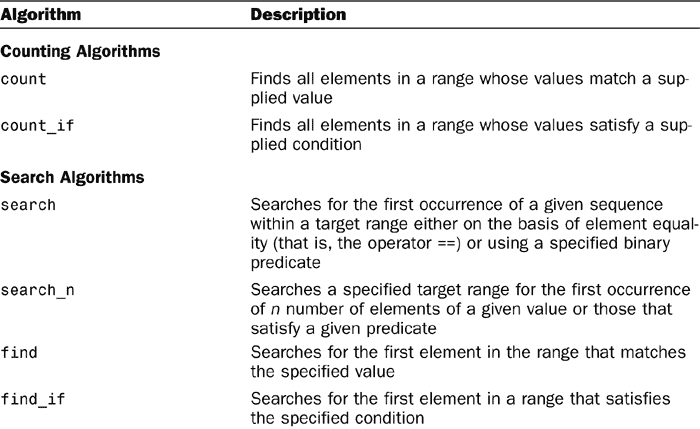 Algorithm Description
Counting Algorithms
count Finds all elements in a range whose values match a sup-
plied value
count_if Finds all elements in a range whose values satisfy a sup-
plied condition
Search Algorithms
search Searches for the first occurrence of a given sequence
within a target range either on the basis of element equal-
ity (that is, the operator ==) or using a specified binary
predicate
search_n Searches a specified target range for the first occurrence
of n number of elements of a given value or those that
satisfy a given predicate
find Searches for the first element in the range that matches
the specified value
find_if Searches for the first element in a range that satisfies
the specified condition